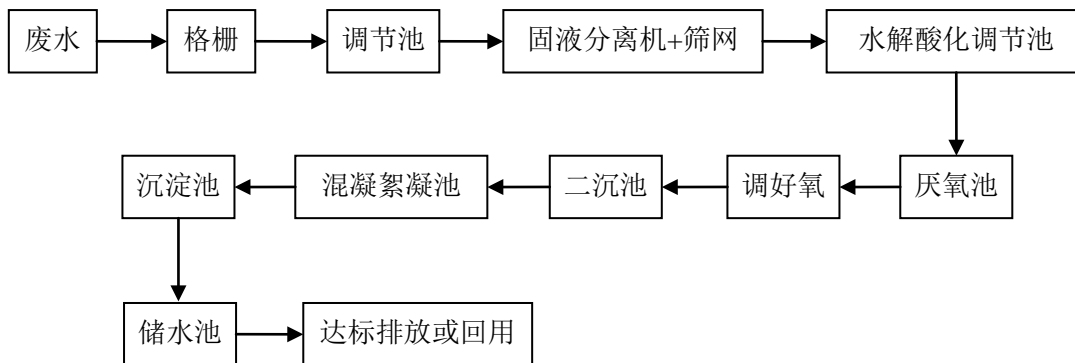 废水
格栅
调节池
固液分离机+筛网
水解酸化调节池
沉淀池
混凝絮凝池
二沉池
调好氧
厌氧池
储水池
达标排放或回用